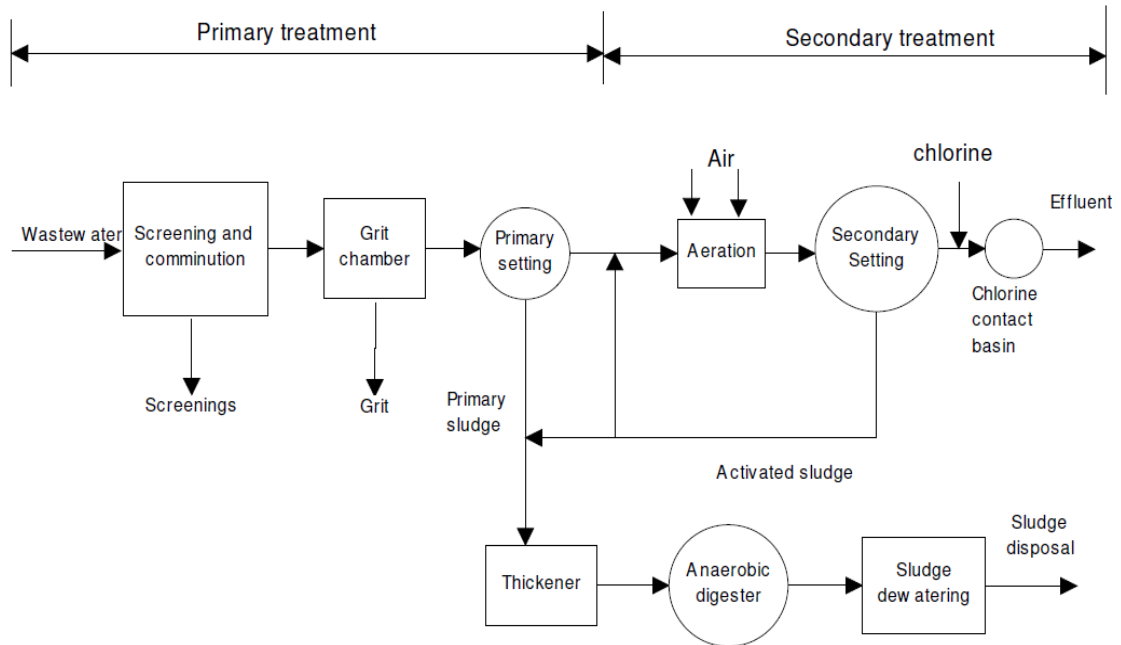 Primary treatment
Secondary treatment
Air
chlorine
Effluent
Wastew ater
Screening and
comminution
Grit
chamber
Primary
setting
Aeration
Secondary
Setting
Chlorine
contact
basin
Screenings
Grit
Primary
sludge
Activated sludge
Sludge
disposal
Thickener
Anaerobic
digester
Sludge
dew atering